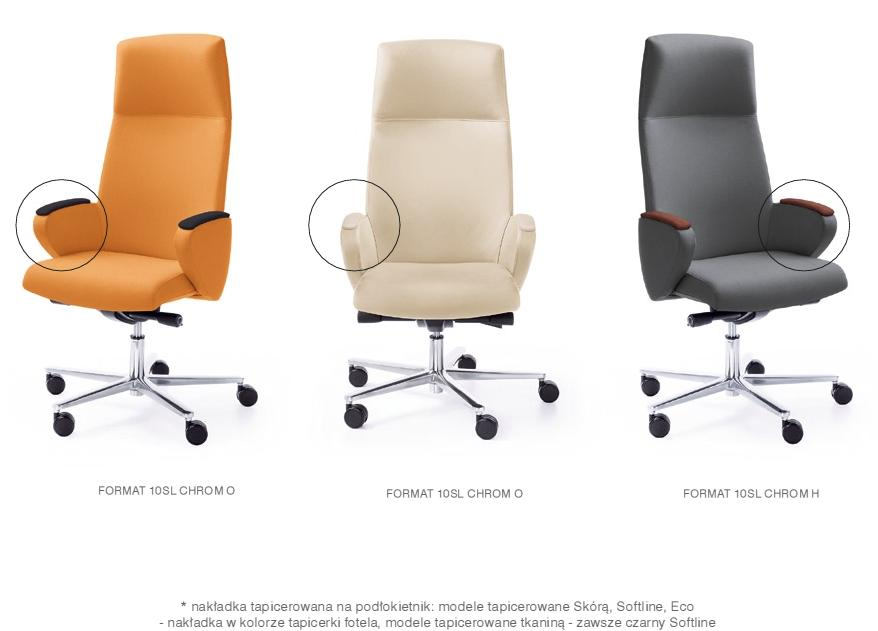 FORMAT 10SL CHROM O
FORMAT 10SL CHROM O
FORMAT 10SL CHROM H
* nakładka tapicerowana na podłokietnik: modele tapicerowane Skórą, Softline, Eco
- nakładka w kolorze tapicerki fotela, modele tapicerowane tkaniną - zawsze czarny Softline